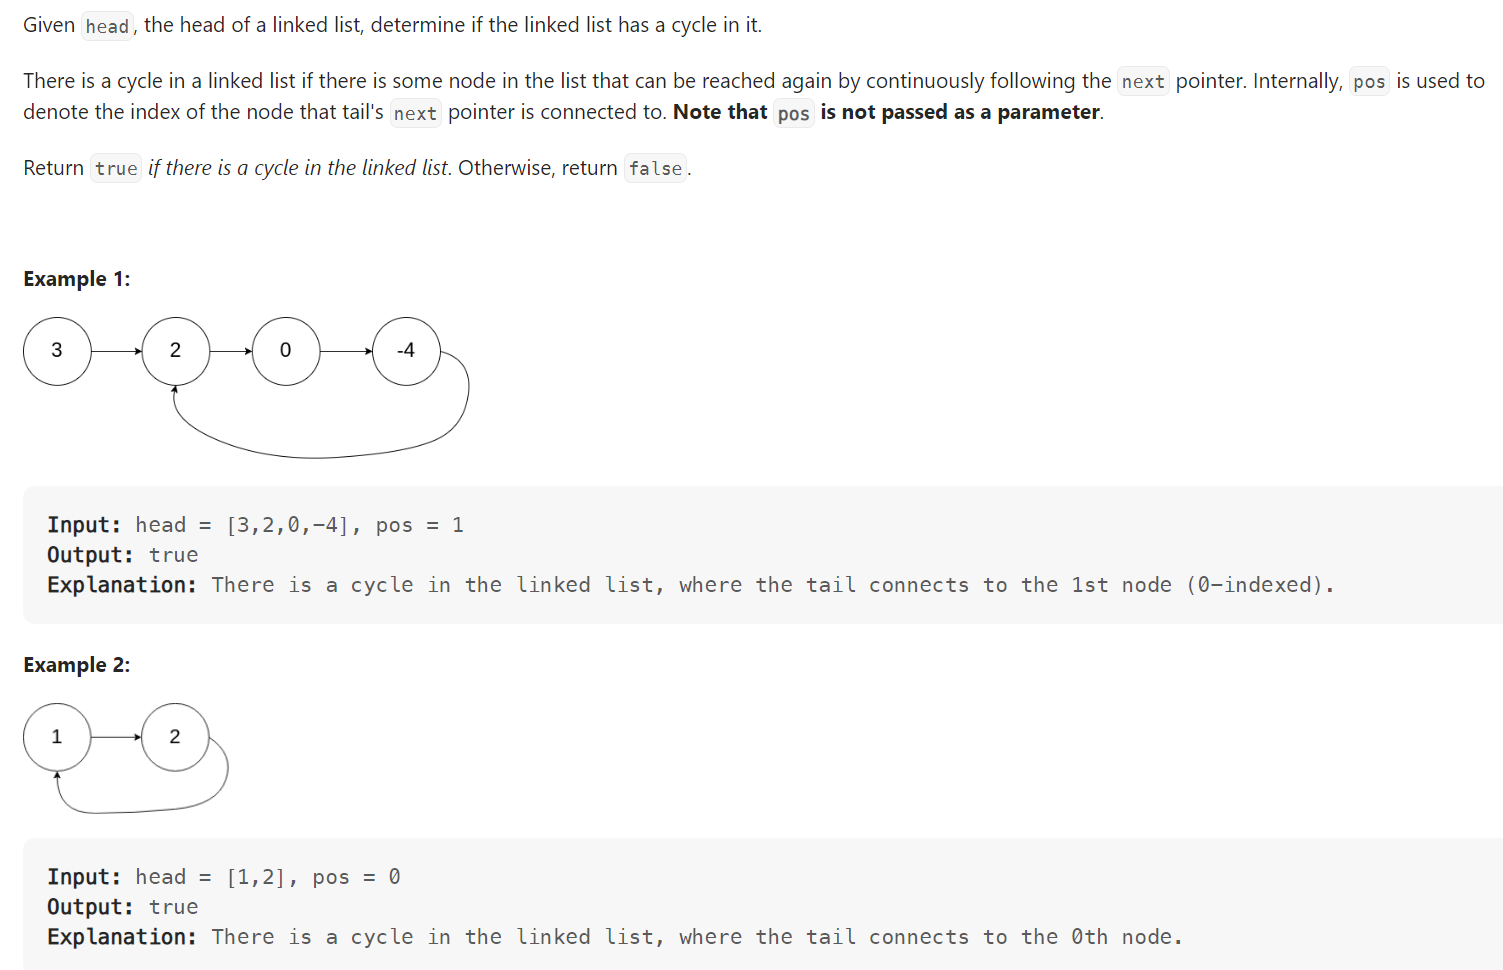 Given head, the head of a linked list, determine if the linked list has a cycle in it.
There is a cycle in a linked list if there is some node in the list that can be reached again by continuously following the next pointer. Internally, pos is used to
denote the index of the node that tail's next pointer is connected to. Note that pos is not passed as a parameter.
Return true if there is a cycle in the linked list. Otherwise, return false.
Example 1:
3 2 0 -4
Input: head = [3,2,0,-4], pos = 1
Output: true
Explanation: There is a cycle in the linked list, where the tail connects to the 1st node (0-indexed).
Example 2:
1 2
Input: head = [1,2], pos = 0
Output: true
Explanation: There is a cycle in the linked list, where the tail connects to the 0th node.